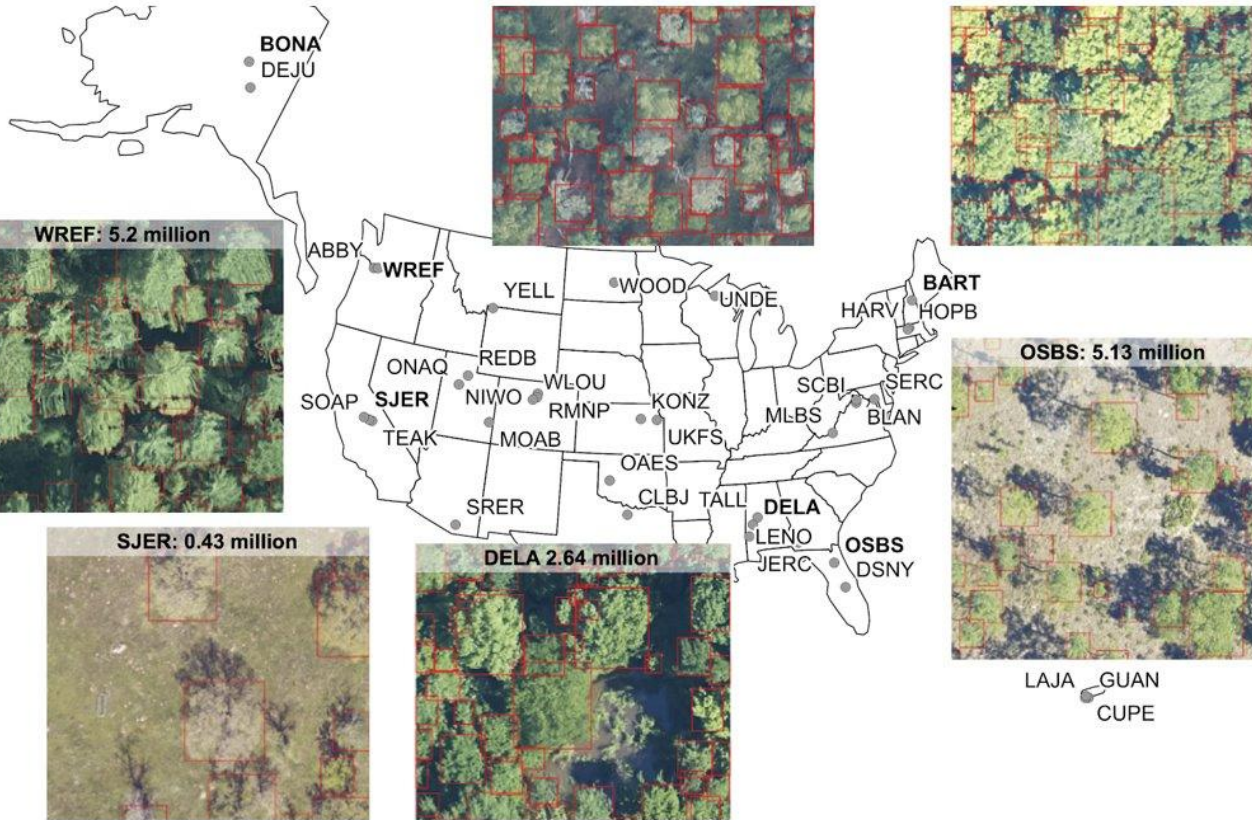 BONA
DEJU
WREF: 5.2 million
ABBY
WREF
YELL
WOOD
UNDE
BART
HARV
HOPB
OSBS: 5.13 million
ONAQ
REDB
WLOU
NIWO
RMNP
SOAP
SJER
TEAK
MOAB
KONZ
UKFS
SCBI
SERC
MLBS
BLAN
OAES
CLBJ
TALL
DELA
LENO
SRER
JERC
OSBS
DSNY
SJER: 0.43 million
DELA 2.64 million
LAJA
GUAN
CUPE